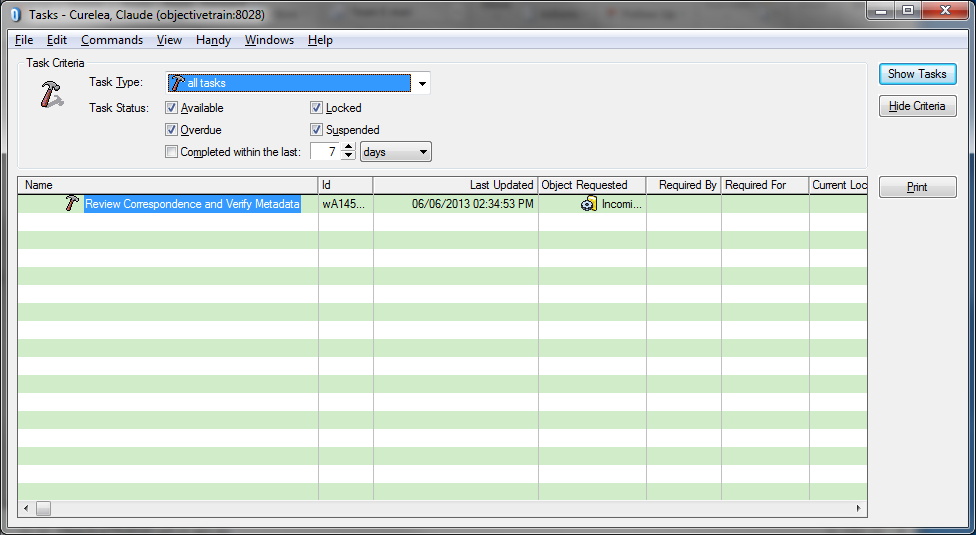 Tasks - Curelea, Claude (objectivetrain:8028)
File Edit Commands View Handy Windows Help
Task Criteria
Task Type: all tasks
Show Tasks
Task Status: Available Locked
Hide Criteria
Overdue Suspended
Completed within the last: 7 days
Name Id Last Updated Object Requested Required By Required For Current Loc
Print
Review Correspondence and Verify Metadata wA145... 06/06/2013 02:34:53 PM Incomi...